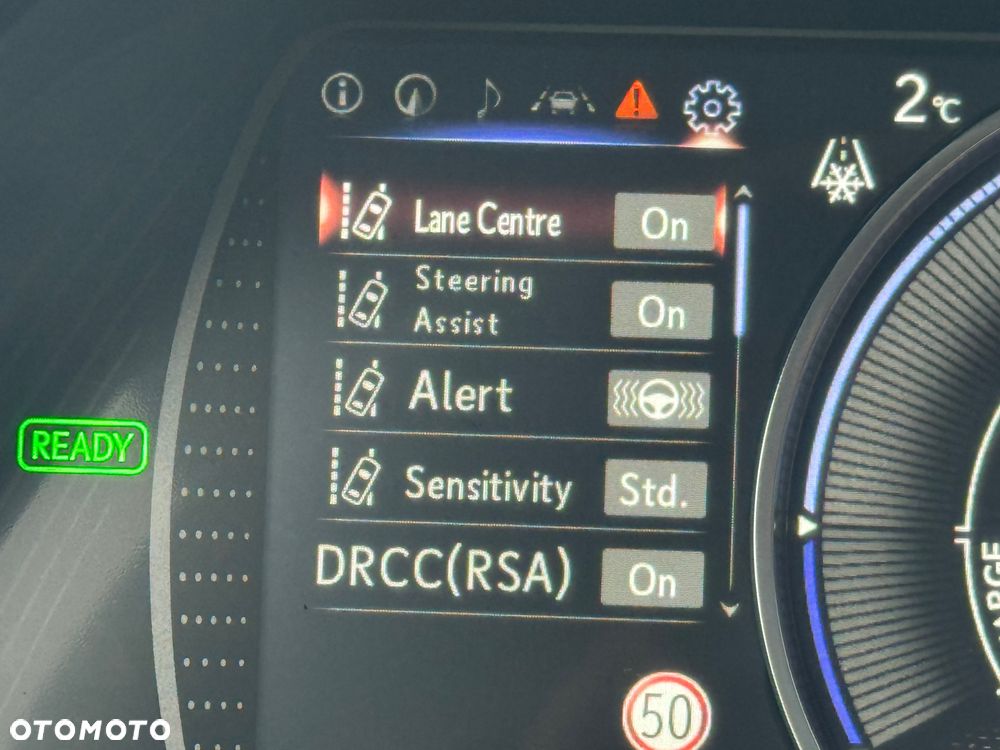 2°C
Lane Centre On
Steering
Assist On
Alert
READY
Sensitivity Std.
DRCC(RSA) On
50
OTOMOTO